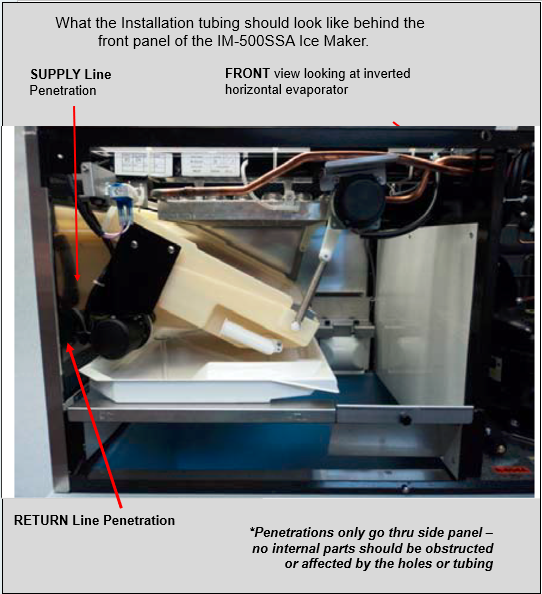 What the Installation tubing should look like behind the
front panel of the IM-500SSA Ice Maker.
SUPPLY Line
Penetration
FRONT view looking at inverted
horizontal evaporator
RETURN Line Penetration
*Penetrations only go thru side panel –
no internal parts should be obstructed
or affected by the holes or tubing